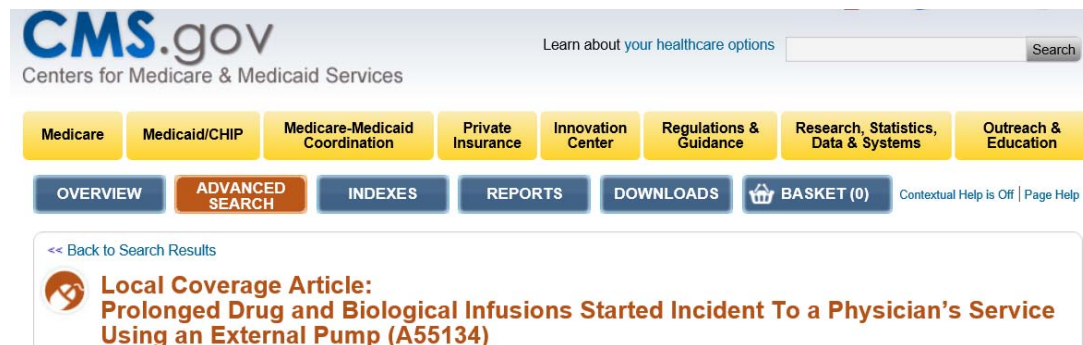 CMS.gov
Learn about your healthcare options
Search
Centers for Medicare & Medicaid Services
Medicare
Medicaid/CHIP
Medicare-Medicaid
Coordination
Private
Insurance
Innovation
Center
Regulations &
Guidance
Research, Statistics,
Data & Systems
Outreach &
Education
OVERVIEW
ADVANCED
SEARCH
INDEXES
REPORTS
DOWNLOADS
BASKET (0)
Contextual Help is Off | Page Help
<< Back to Search Results
Local Coverage Article:
Prolonged Drug and Biological Infusions Started Incident To a Physician's Service
Using an External Pump (A55134)